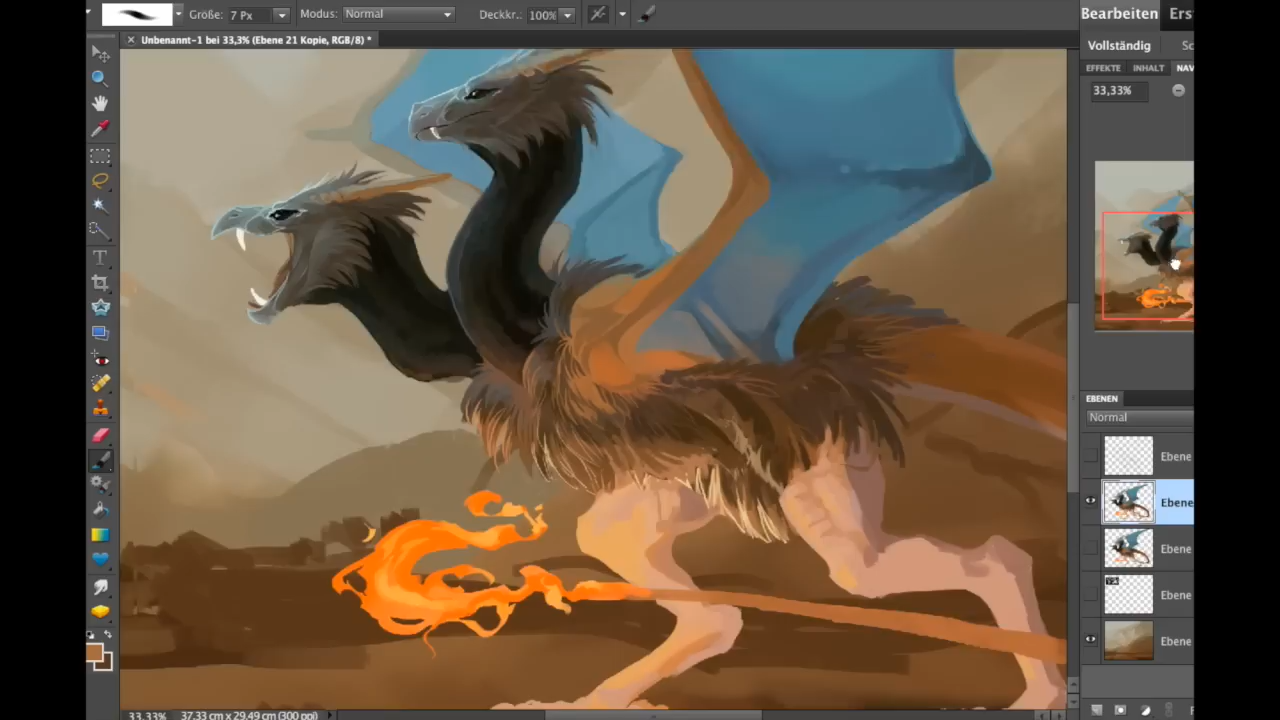 Größe: 7 Px Modus: Normal Deckkr.: 100%
Bearbeiten
Unbenannt-1 bei 33,3% (Ebene 21 Kopie, RGB/8) *
Vollständig
EFFEKTE INHALT
33,33%
EBENEN
Normal
Ebene
Ebene
Ebene
Ebene
Ebene
33,33% 37,33 cm x 29,49 cm (300 ppi)